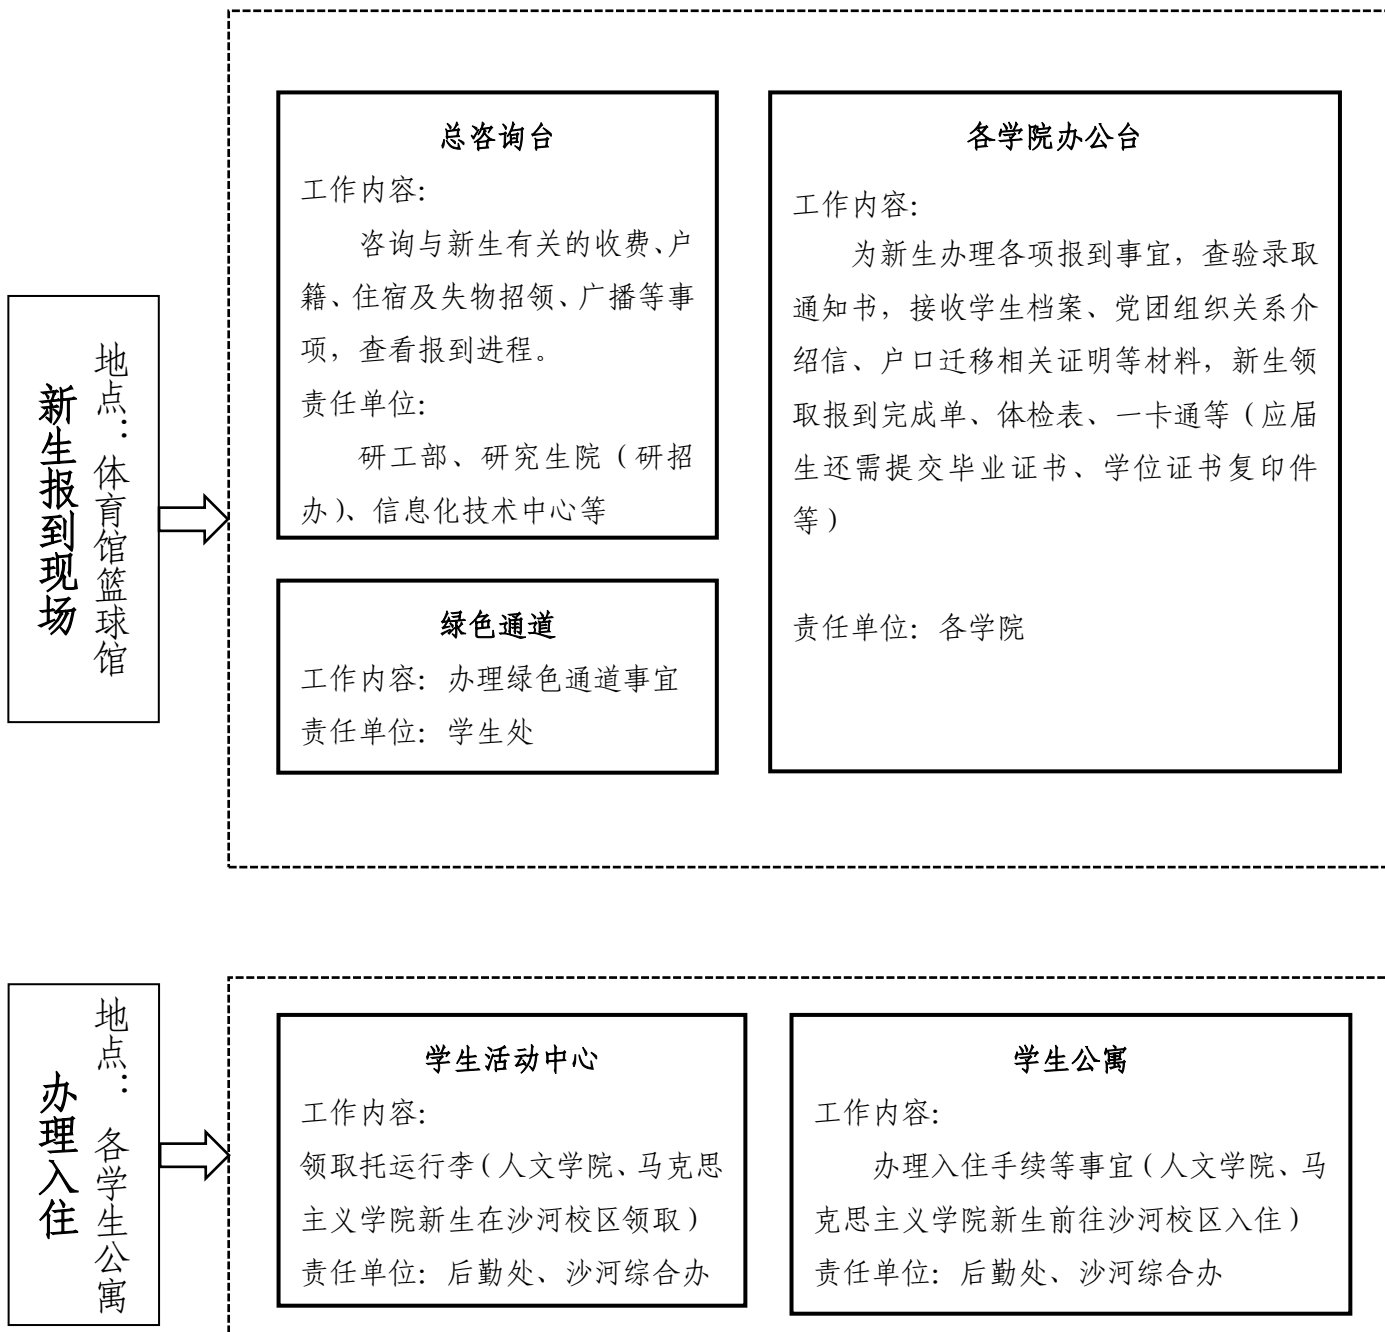 新生报到现场
地点：体育馆篮球馆
总咨询台
工作内容：
咨询与新生有关的收费、户
籍、住宿及失物招领、广播等事
项，查看报到进程。
责任单位：
研工部、研究生院（研招
办）、信息化技术中心等
绿色通道
工作内容：办理绿色通道事宜
责任单位：学生处
各学院办公台
工作内容：
为新生办理各项报到事宜，查验录取
通知书，接收学生档案、党团组织关系介
绍信、户口迁移相关证明等材料，新生领
取报到完成单、体检表、一卡通等（应届
生还需提交毕业证书、学位证书复印件
等）
责任单位：各学院
办理入住
地点：各学生公寓
学生活动中心
工作内容：
领取托运行李（人文学院、马克思
主义学院新生在沙河校区领取）
责任单位：后勤处、沙河综合办
学生公寓
工作内容：
办理入住手续等事宜（人文学院、马
克思主义学院新生前往沙河校区入住）
责任单位：后勤处、沙河综合办